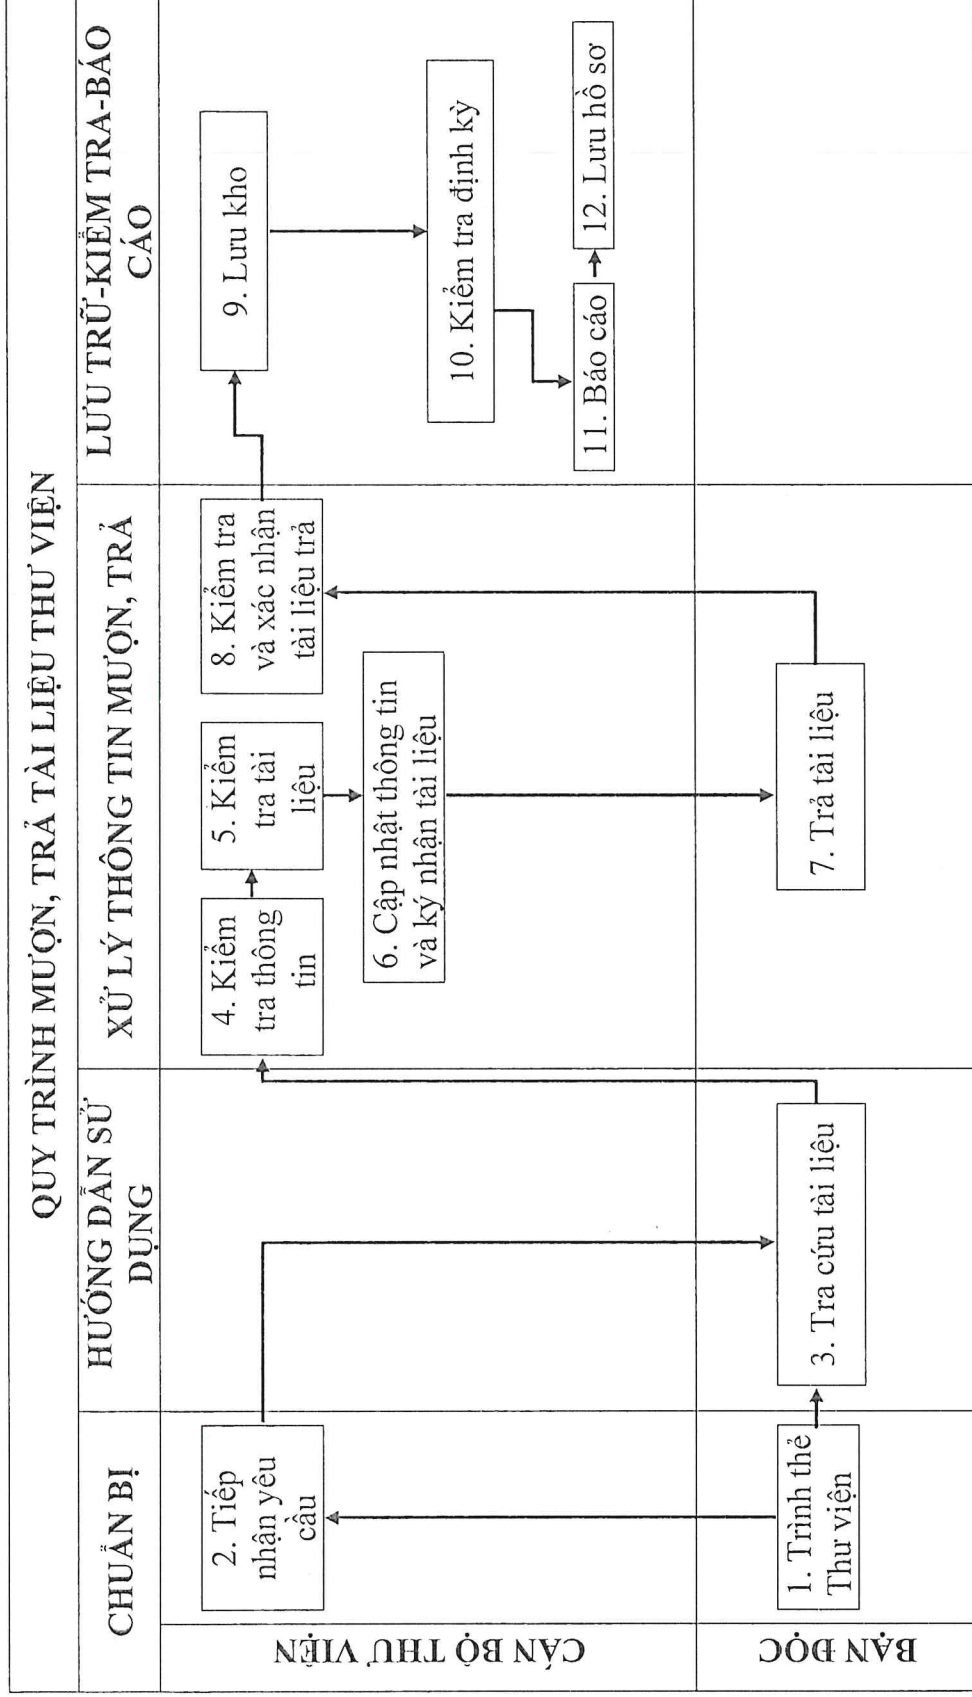 QUY TRÌNH MƯỢN, TRẢ TÀI LIỆU THƯ VIỆN
CHUẨN BỊ
HƯỚNG DẪN SỬ
DỤNG
XỬ LÝ THÔNG TIN MƯỢN, TRẢ
LƯU TRỮ-KIỂM TRA-BÁO
CÁO
CÁN BỘ THƯ VIỆN
2. Tiếp
nhận yêu
cầu
4. Kiểm
tra thông
tin
5. Kiểm
tra tài
liệu
8. Kiểm tra
và xác nhận
tài liệu trả
9. Lưu kho
6. Cập nhật thông tin
và ký nhận tài liệu
10. Kiểm tra định kỳ
11. Báo cáo
12. Lưu hồ sơ
BẠN ĐỌC
1. Trình thẻ
Thư viện
3. Tra cứu tài liệu
7. Trả tài liệu